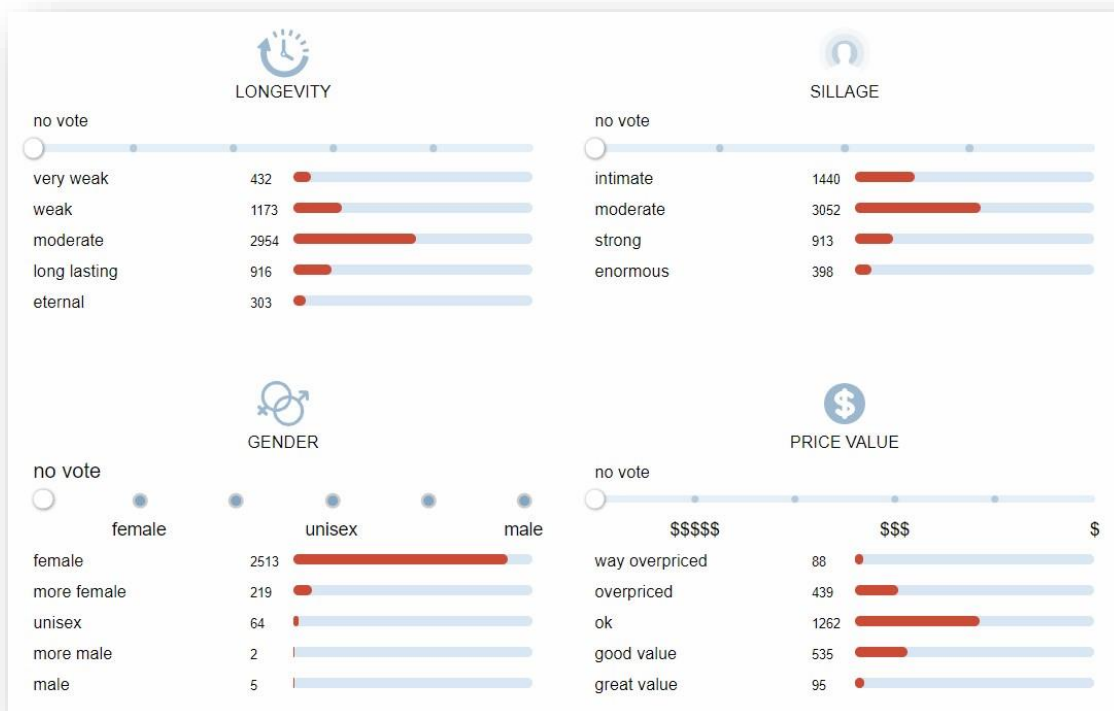 LONGEVITY
no vote
very weak 432
weak 1173
moderate 2954
long lasting 916
eternal 303
SILLAGE
no vote
intimate 1440
moderate 3052
strong 913
enormous 398
GENDER
no vote
female unisex male
female 2513
more female 219
unisex 64
more male 2
male 5
$
PRICE VALUE
no vote
$$$$$ $$$ $
way overpriced 88
overpriced 439
ok 1262
good value 535
great value 95